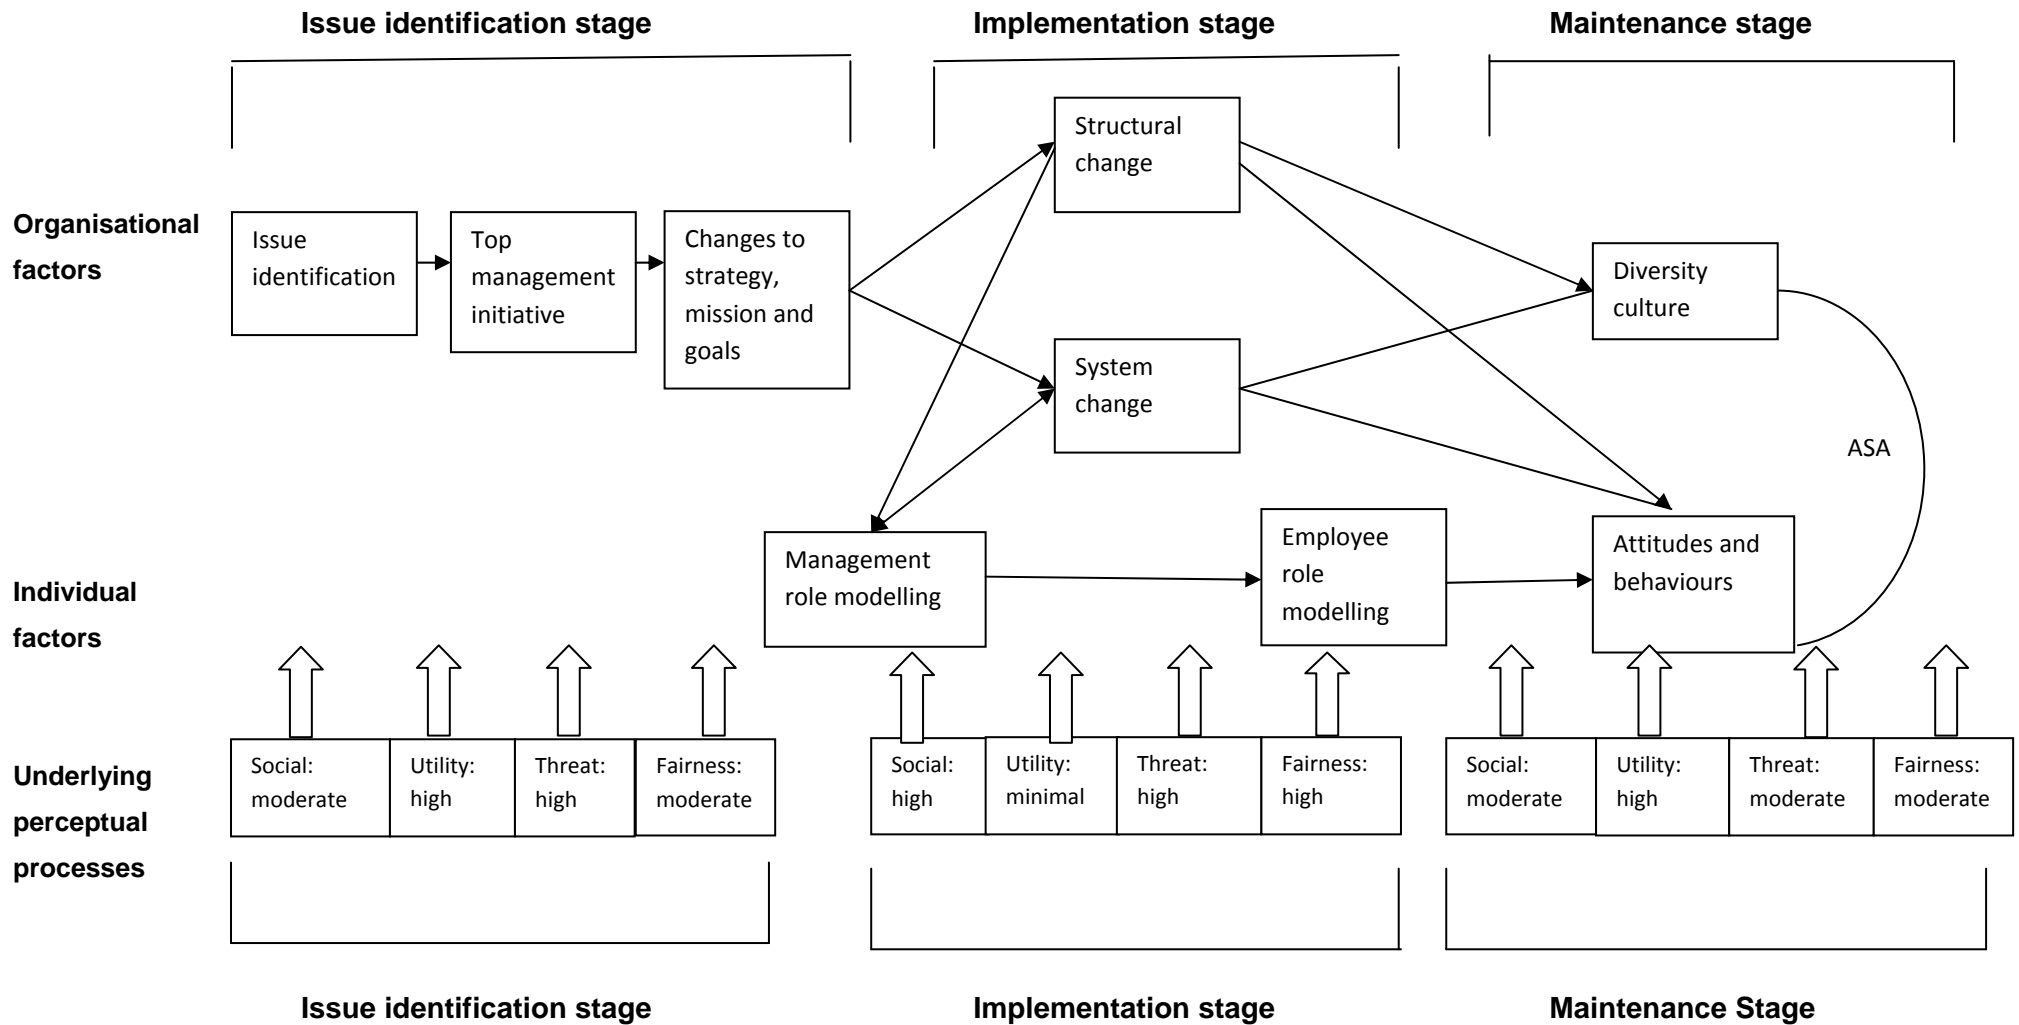 Issue identification stage
Implementation stage
Maintenance stage
Structural
change
Organisational
factors
Issue
identification
Top
management
initiative
Changes to
strategy,
mission and
goals
Diversity
culture
System
change
ASA
Individual
factors
Management
role modelling
Employee
role
modelling
Attitudes and
behaviours
Underlying
perceptual
processes
Social:
moderate
Utility:
high
Threat:
high
Fairness:
moderate
Social:
high
Utility:
minimal
Threat:
high
Fairness:
high
Social:
moderate
Utility:
high
Threat:
moderate
Fairness:
moderate
Issue identification stage
Implementation stage
Maintenance Stage